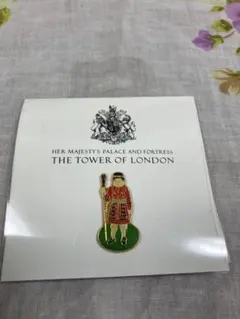 HER MAJESTY'S PALACE AND FORTRESS
THE TOWER OF LONDON